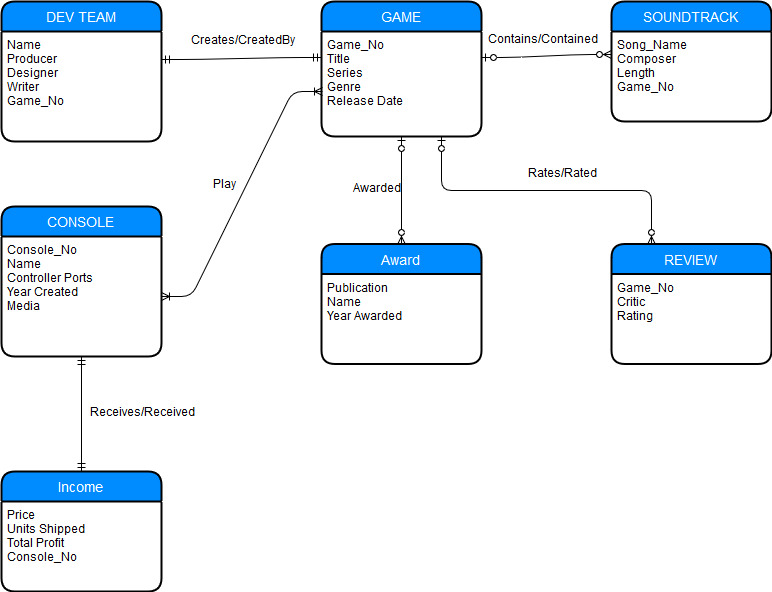 DEV TEAM
Name
Producer
Designer
Writer
Game_No
Creates/CreatedBy
GAME
Game_No
Title
Series
Genre
Release Date
Contains/Contained
SOUNDTRACK
Song_Name
Composer
Length
Game_No
Play
Awarded
Rates/Rated
CONSOLE
Console_No
Name
Controller Ports
Year Created
Media
Award
Publication
Name
Year Awarded
REVIEW
Game_No
Critic
Rating
Receives/Received
Income
Price
Units Shipped
Total Profit
Console_No